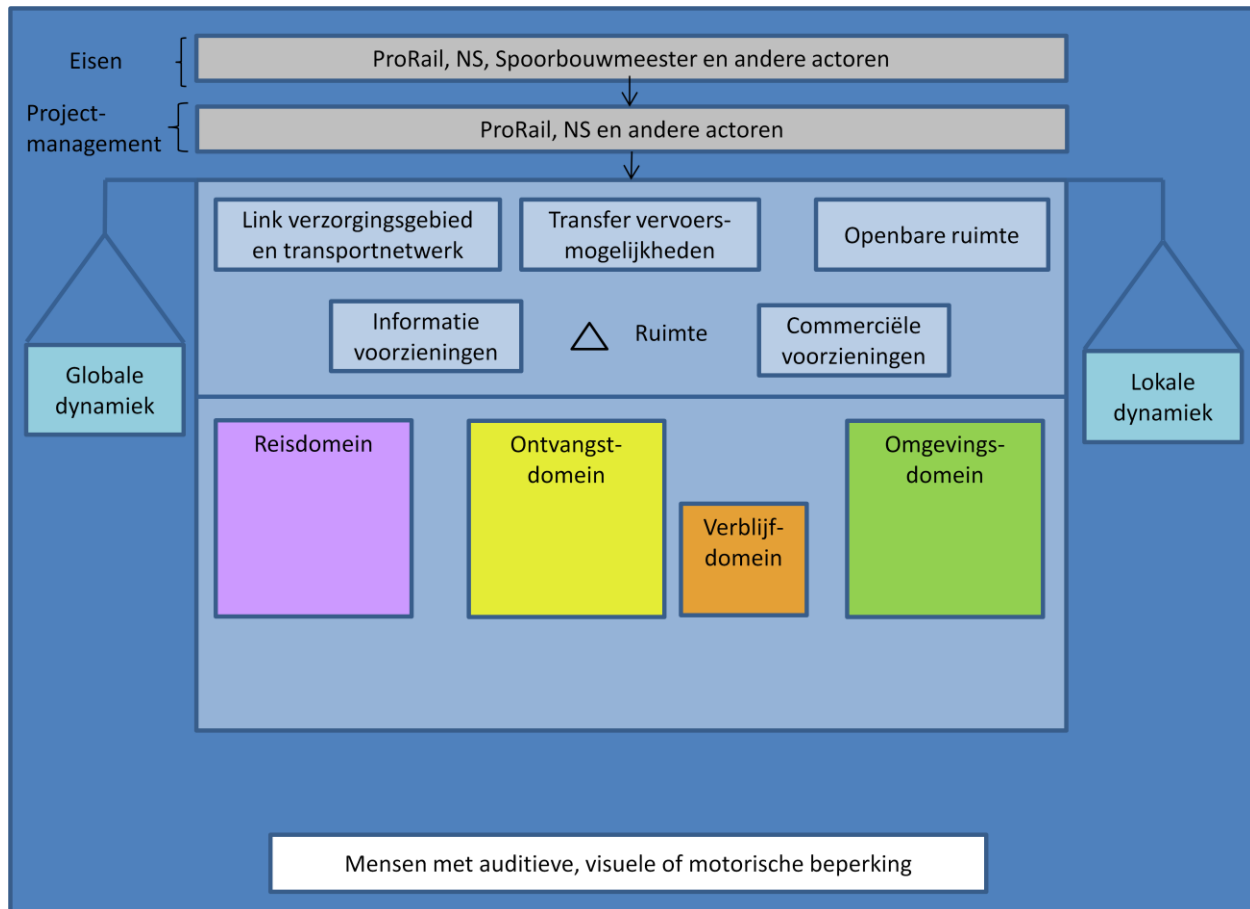 Eisen
ProRail, NS, Spoorbouwmeester en andere actoren
Project-
management
ProRail, NS en andere actoren
Link verzorgingsgebied
en transportnetwerk
Transfer vervoers-
mogelijkheden
Openbare ruimte
Informatie
voorzieningen
Ruimte
Commerciële
voorzieningen
Globale
dynamiek
Lokale
dynamiek
Reisdomein
Ontvangst-
domein
Verblijf-
domein
Omgevings-
domein
Mensen met auditieve, visuele of motorische beperking